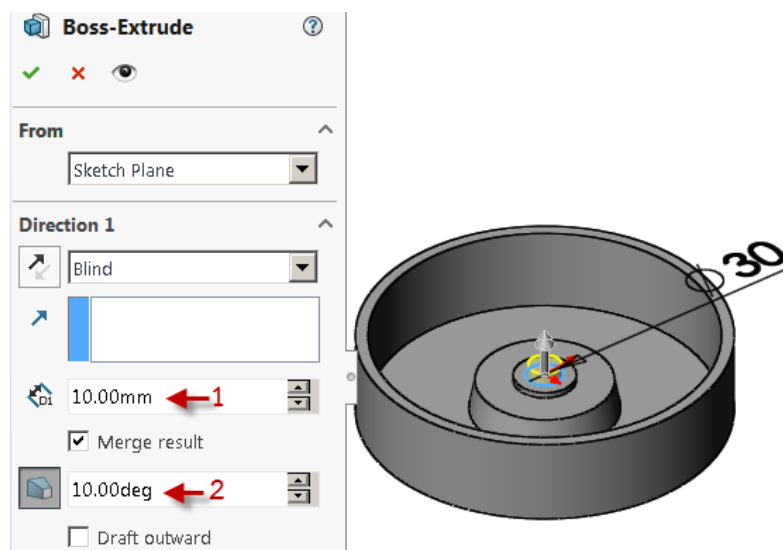 Boss-Extrude
From
Sketch Plane
Direction 1
Blind
D1 10.00mm 1
Merge result
10.00deg 2
Draft outward
∅ 30